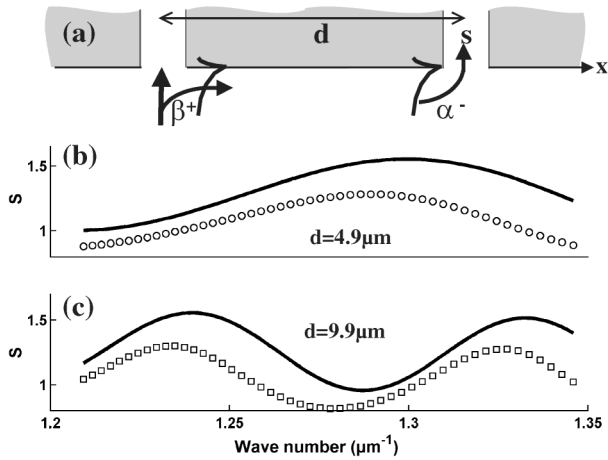 (a)
d
s
x
β+
α-
(b)
S
1.5
1
d=4.9μm
(c)
S
1.5
1
d=9.9μm
1.2 1.25 1.3 1.35
Wave number (μm⁻¹)